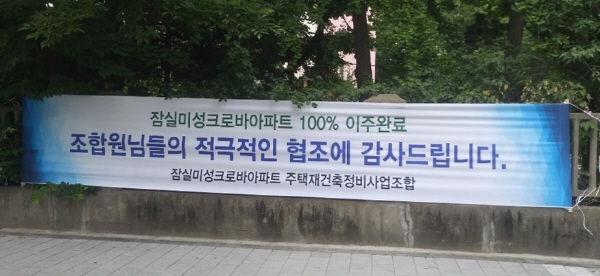 잠실미성크로바아파트 100% 이주완료
조합원님들의 적극적인 협조에 감사드립니다.
잠실미성크로바아파트 주택재건축정비사업조합